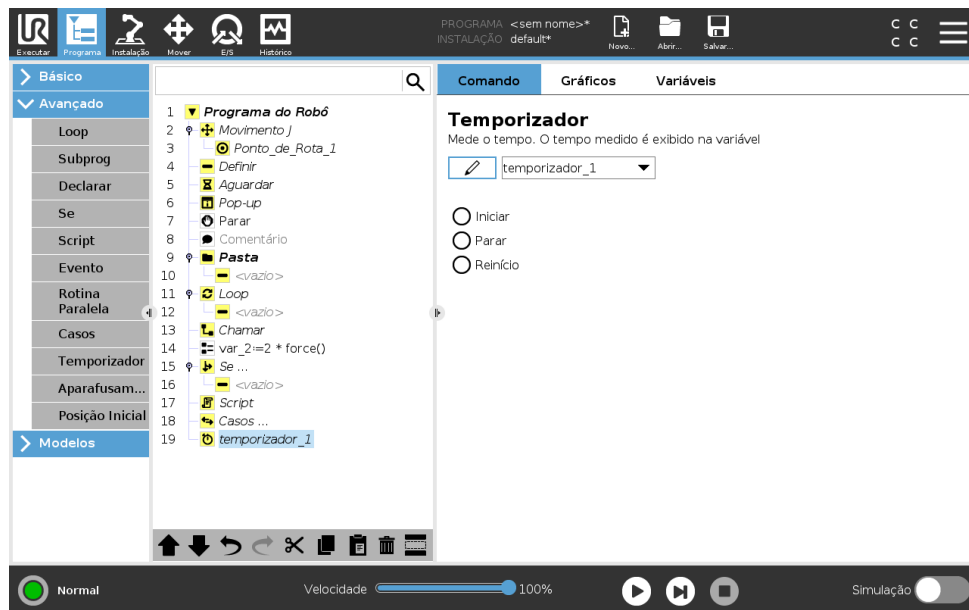 PROGRAMA <sem nome>*
INSTALAÇÃO default*
C C
C C
Executar Programa Instalação Mover E/S Histórico Novo... Abrir... Salvar...
Básico
Avançado
Loop
Subprog
Declarar
Se
Script
Evento
Rotina
Paralela
Casos
Temporizador
Aparafusam...
Posição Inicial
Modelos
1 Programa do Robô
2 Movimento J
3 Ponto_de_Rota_1
4 Definir
5 Aguardar
6 Pop-up
7 Parar
8 Comentário
9 Pasta
10 <vazio>
11 Loop
12 <vazio>
13 Chamar
14 var_2:=2 * force()
15 Se ...
16 <vazio>
17 Script
18 Casos ...
19 temporizador_1
Comando Gráficos Variáveis
Temporizador
Mede o tempo. O tempo medido é exibido na variável
temporizador_1
Iniciar
Parar
Reinício
Normal Velocidade 100% Simulação